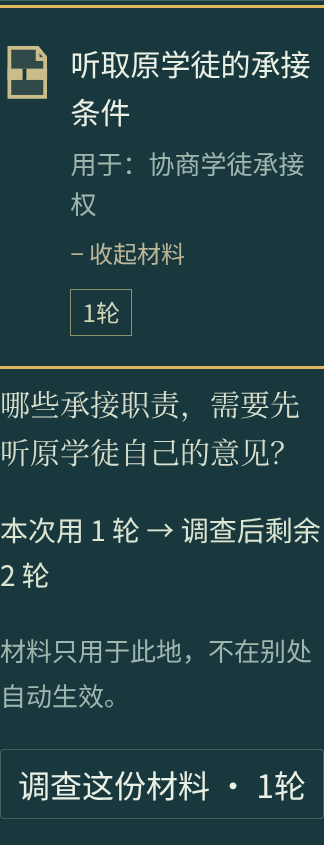 听取原学徒的承接
条件
用于：协商学徒承接
权
– 收起材料
1轮
哪些承接职责，需要先
听原学徒自己的意见？
本次用 1 轮 → 调查后剩余
2 轮
材料只用于此地，不在别处
自动生效。
调查这份材料 · 1轮